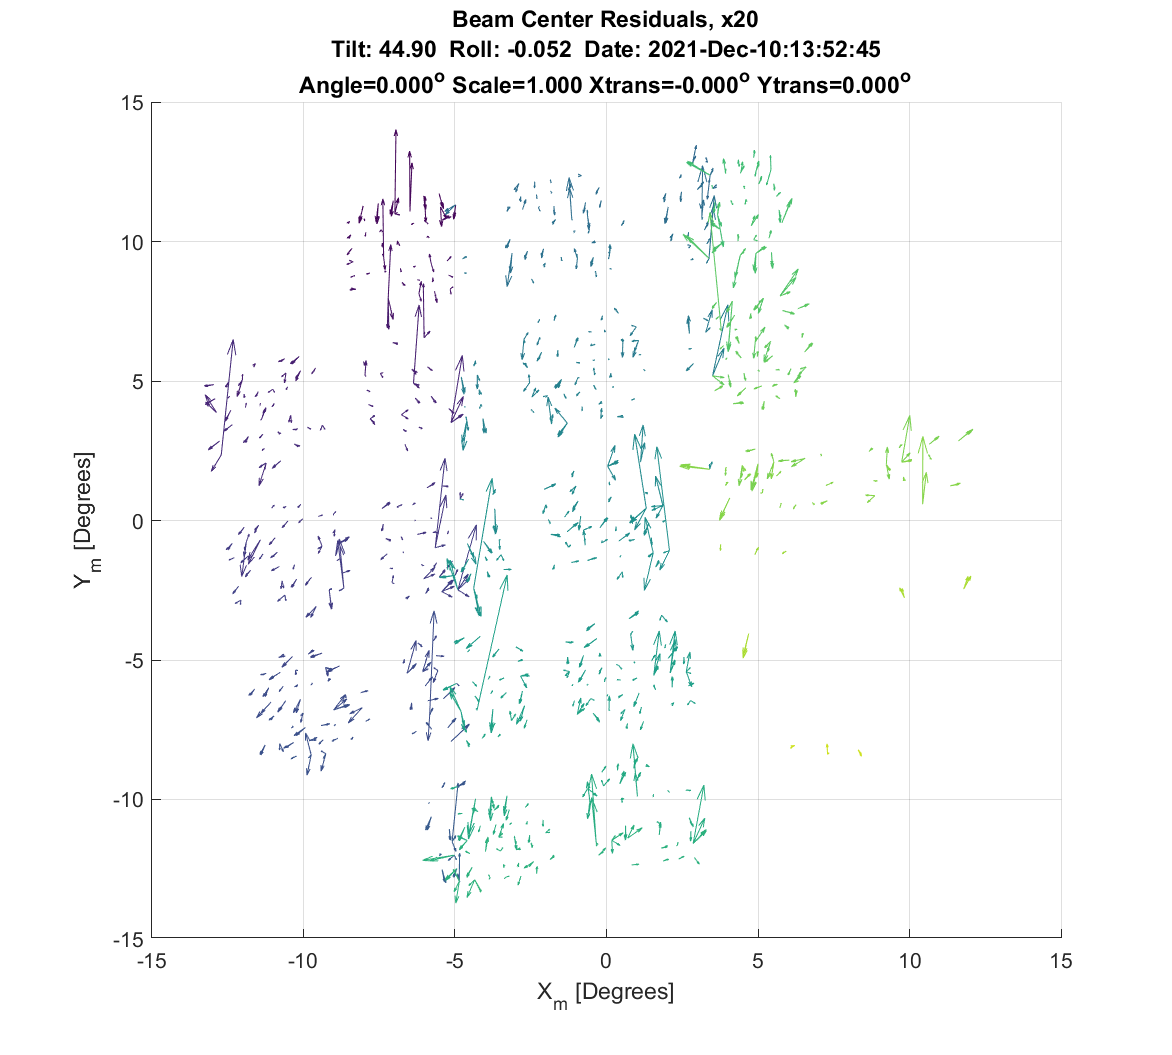 Beam Center Residuals, x20
Tilt: 44.90 Roll: -0.052 Date: 2021-Dec-10:13:52:45
Angle=0.000o Scale=1.000 Xtrans=-0.000o Ytrans=0.000o
15
10
5
0
-5
-10
-15
Ym [Degrees]
-15 -10 -5 0 5 10 15
Xm [Degrees]